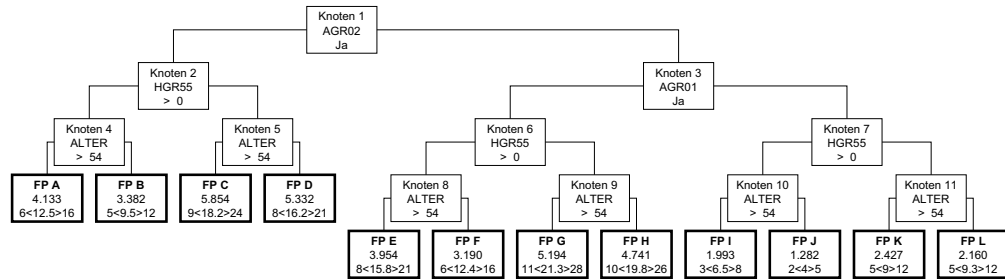 Knoten 1
AGR02
Ja
Knoten 2
HGR55
> 0
Knoten 3
AGR01
Ja
Knoten 4
ALTER
> 54
Knoten 5
ALTER
> 54
Knoten 6
HGR55
> 0
Knoten 7
HGR55
> 0
FP A
4.133
6<12.5>16
FP B
3.382
5<9.5>12
FP C
5.854
9<18.2>24
FP D
5.332
8<16.2>21
Knoten 8
ALTER
> 54
Knoten 9
ALTER
> 54
Knoten 10
ALTER
> 54
Knoten 11
ALTER
> 54
FP E
3.954
8<15.8>21
FP F
3.190
6<12.4>16
FP G
5.194
11<21.3>28
FP H
4.741
10<19.8>26
FP I
1.993
3<6.5>8
FP J
1.282
2<4>5
FP K
2.427
5<9>12
FP L
2.160
5<9.3>12